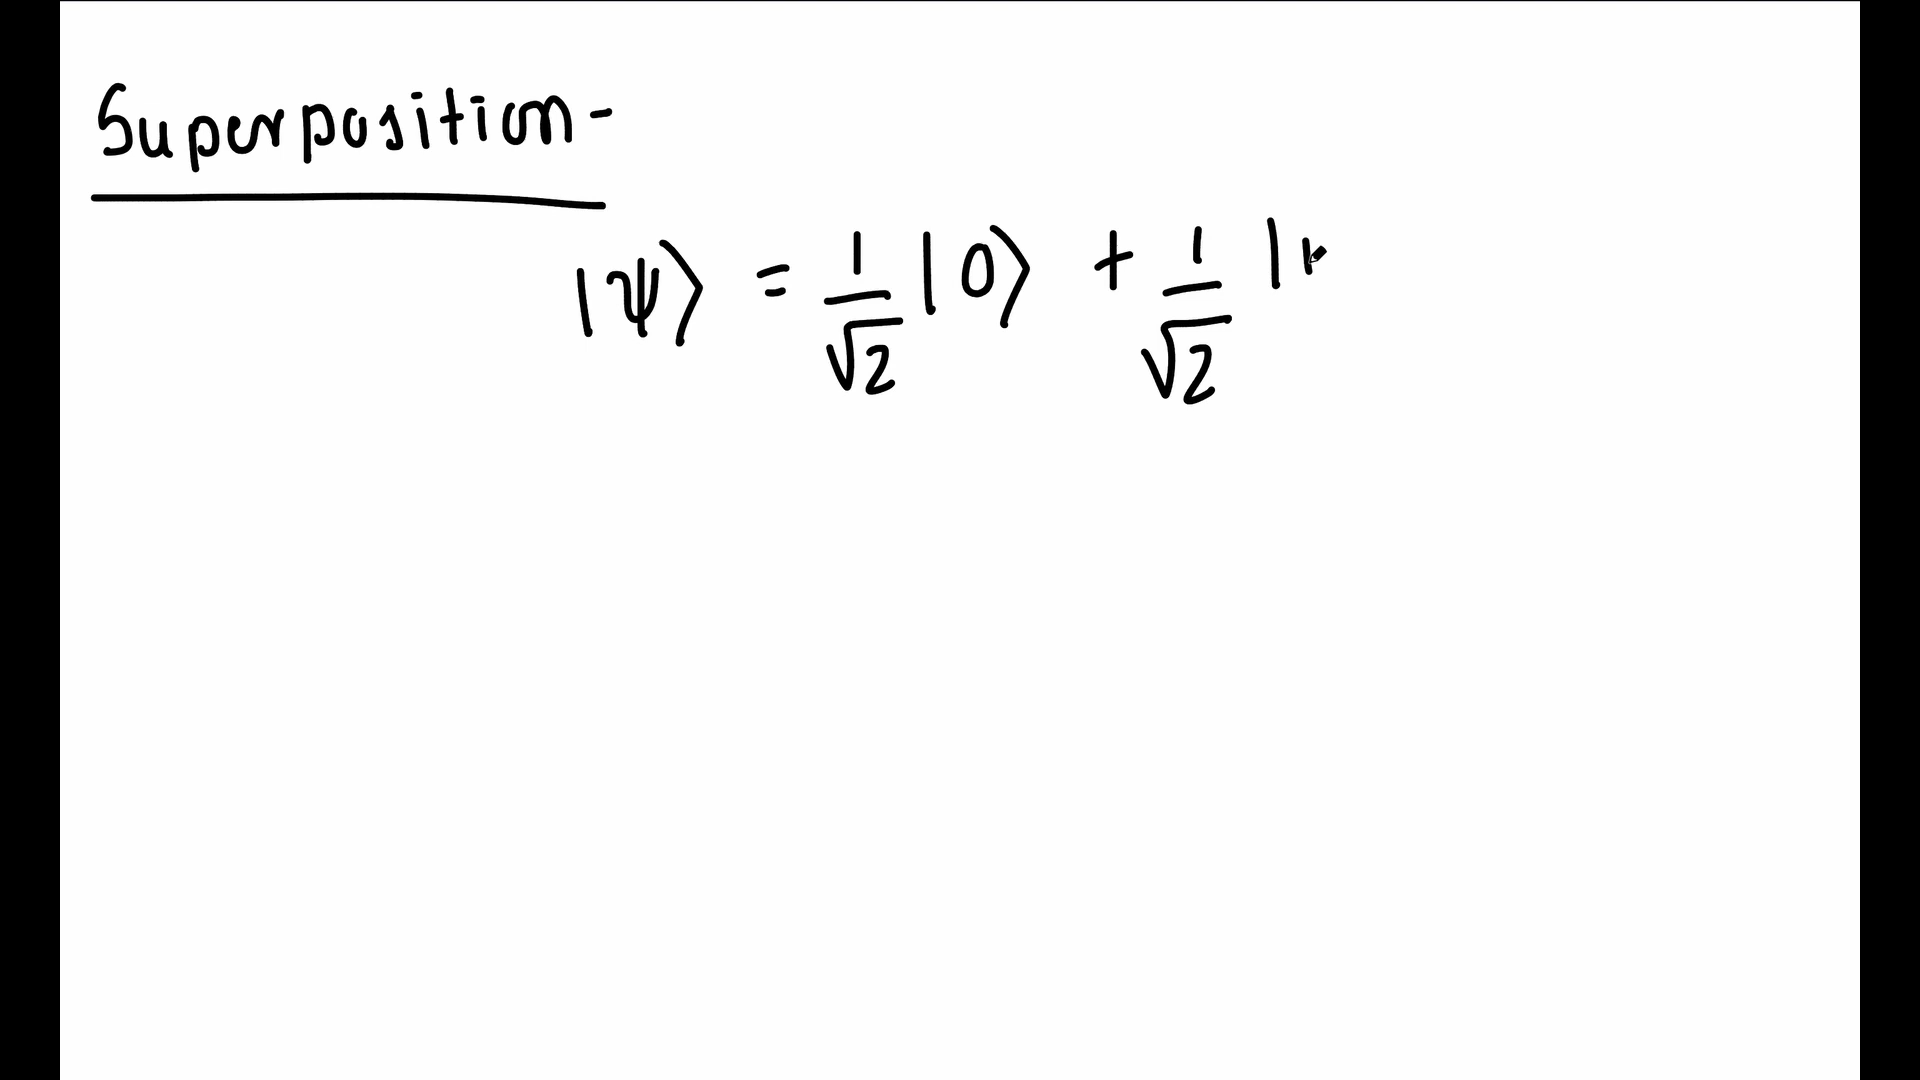 Superposition-
|ψ⟩ = 1/√2 |0⟩ + 1/√2 |1